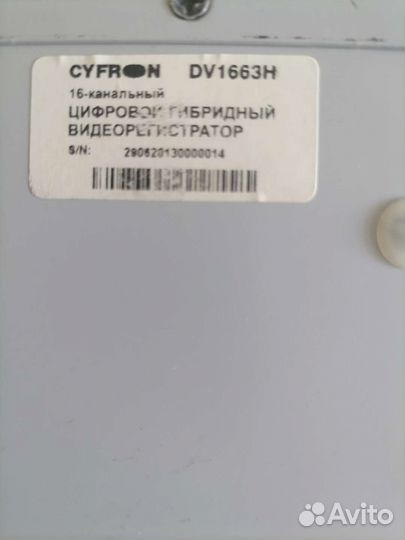 CYFRON DV1663H
16-канальный
ЦИФРОВОЙ ГИБРИДНЫЙ
ВИДЕОРЕГИСТРАТОР
S/N: 290620130000014
Avito